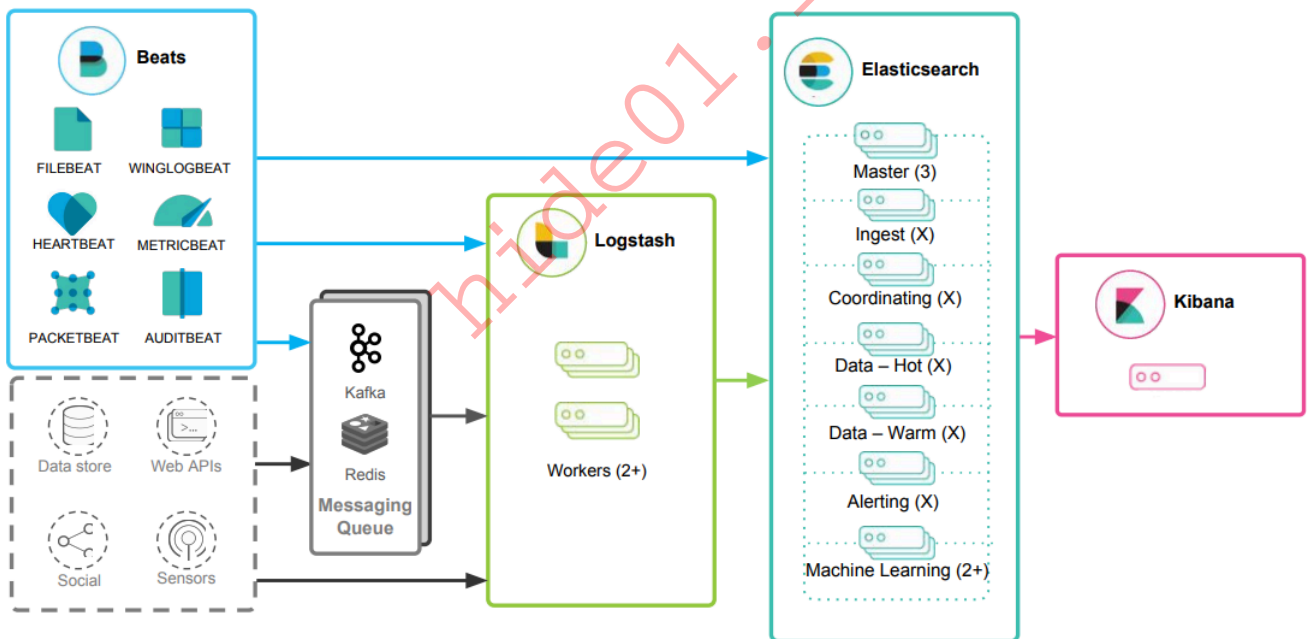 Beats
FILEBEAT
WINGLOGBEAT
HEARTBEAT
METRICBEAT
PACKETBEAT
AUDITBEAT
Data store
Web APIs
Social
Sensors
Kafka
Redis
Messaging
Queue
Logstash
Workers (2+)
Elasticsearch
Master (3)
Ingest (X)
Coordinating (X)
Data – Hot (X)
Data – Warm (X)
Alerting (X)
Machine Learning (2+)
Kibana
hide01.